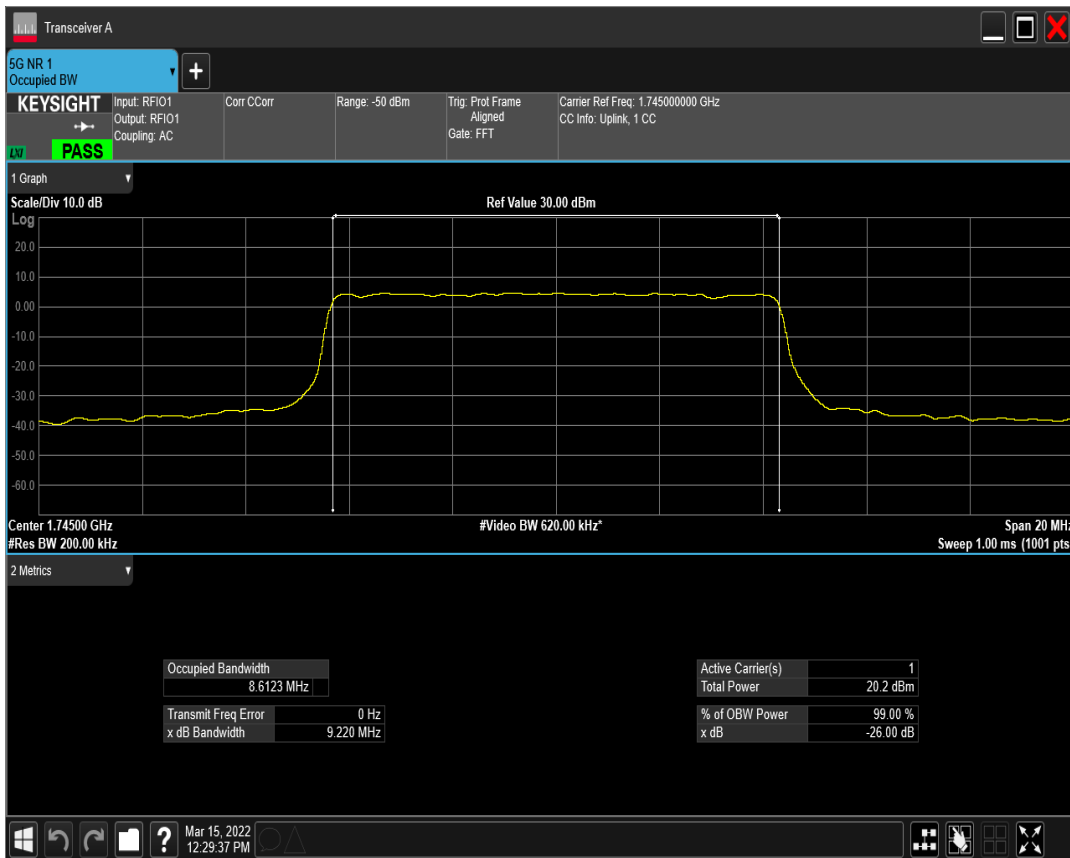 Transceiver A
5G NR 1
Occupied BW
KEYSIGHT
LXI
PASS
Input: RFIO1
Output: RFIO1
Coupling: AC
Corr CCorr
Range: -50 dBm
Trig: Prot Frame
Aligned
Gate: FFT
Carrier Ref Freq: 1.745000000 GHz
CC Info: Uplink, 1 CC
1 Graph
Scale/Div 10.0 dB
Ref Value 30.00 dBm
Log
20.0
10.0
0.00
-10.0
-20.0
-30.0
-40.0
-50.0
-60.0
Center 1.74500 GHz
#Video BW 620.00 kHz*
Span 20 MHz
#Res BW 200.00 kHz
Sweep 1.00 ms (1001 pts
2 Metrics
Occupied Bandwidth
8.6123 MHz
Transmit Freq Error 0 Hz
x dB Bandwidth 9.220 MHz
Active Carrier(s) 1
Total Power 20.2 dBm
% of OBW Power 99.00 %
x dB -26.00 dB
?
Mar 15, 2022
12:29:37 PM